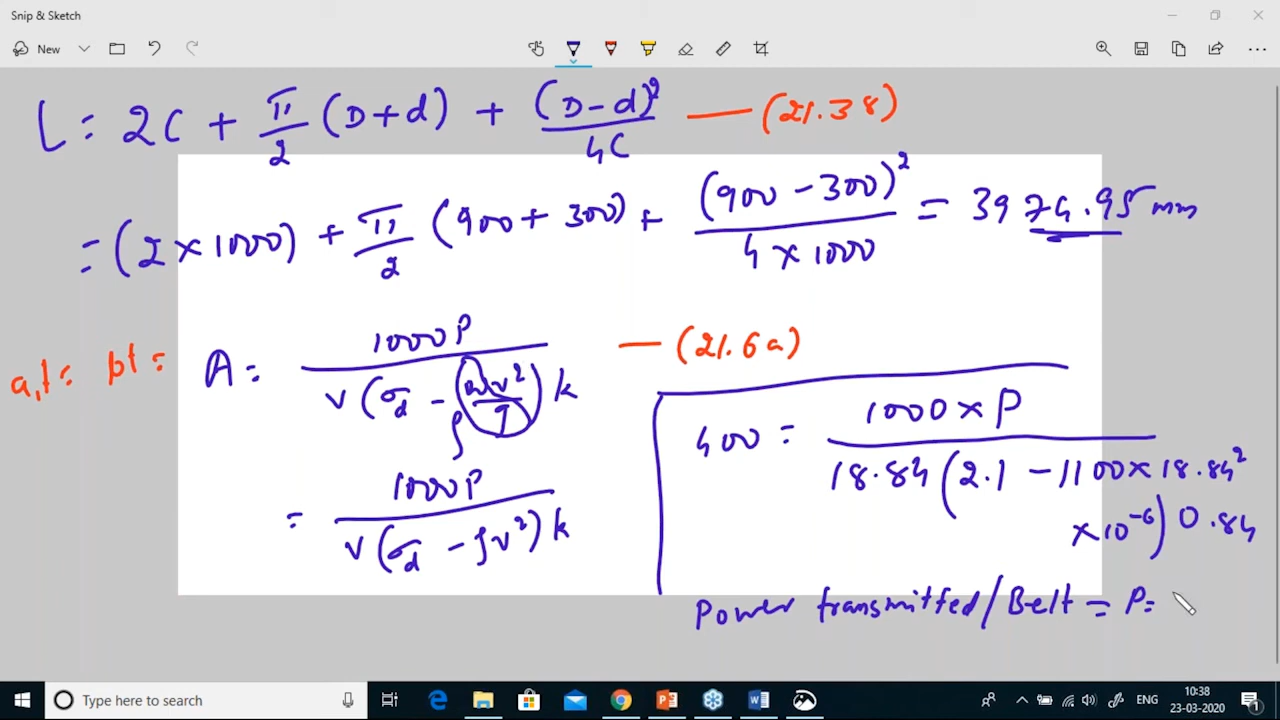 Snip & Sketch
New
L = 2C + π/2 (D+d) + (D-d)²/4C — (21.38)
= (2 × 1000) + π/2 (900 + 300) + (900 - 300)²/(4 × 1000) = 3974.95 mm
a,t = bt = A = 1000P / v(σd - wv²/g)k — (21.6a)
ρ
= 1000P / v(σd - ρv²)k
400 = 1000 × P / 18.84 (2.1 - 1100 × 18.84² × 10⁻⁶) 0.84
Power transmitted/Belt = P =
Type here to search
ENG
10:38
23-03-2020
1